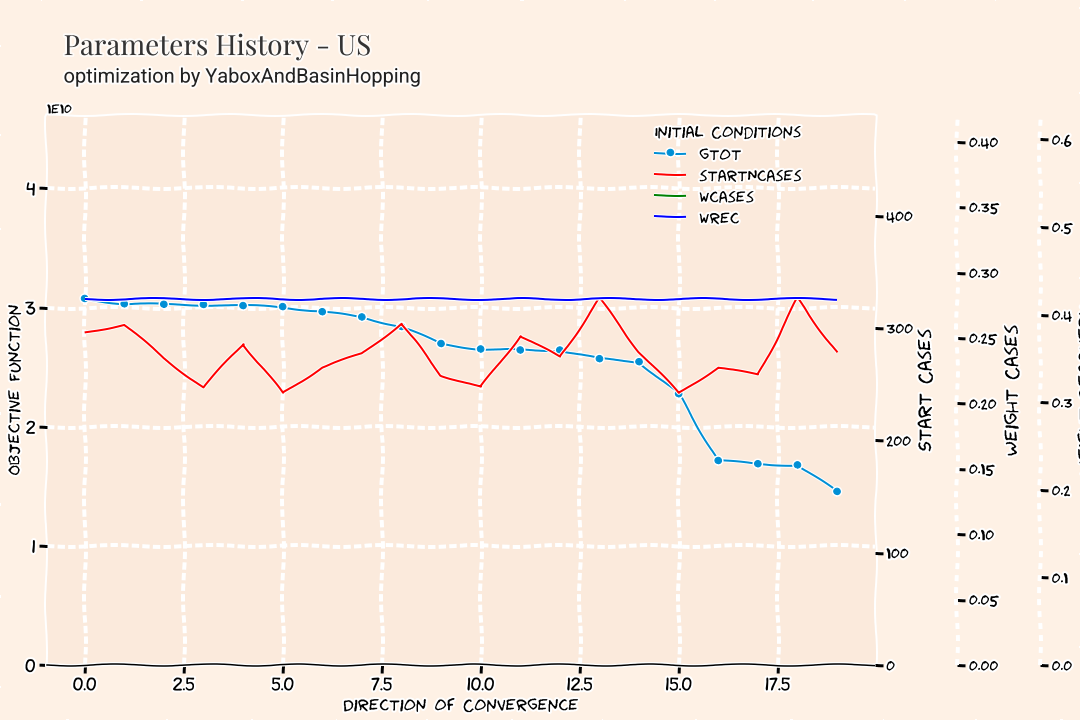 Parameters History - US
optimization by YaboxAndBasinHopping
1E10
INITIAL CONDITIONS
GTOT
STARTNCASES
WCASES
WREC
4
3
2
1
0
OBJECTIVE FUNCTION
0.0 2.5 5.0 7.5 10.0 12.5 15.0 17.5
DIRECTION OF CONVERGENCE
400
300
200
100
0
START CASES
0.40
0.35
0.30
0.25
0.20
0.15
0.10
0.05
0.00
WEIGHT CASES
0.6
0.5
0.4
0.3
0.2
0.1
0.0